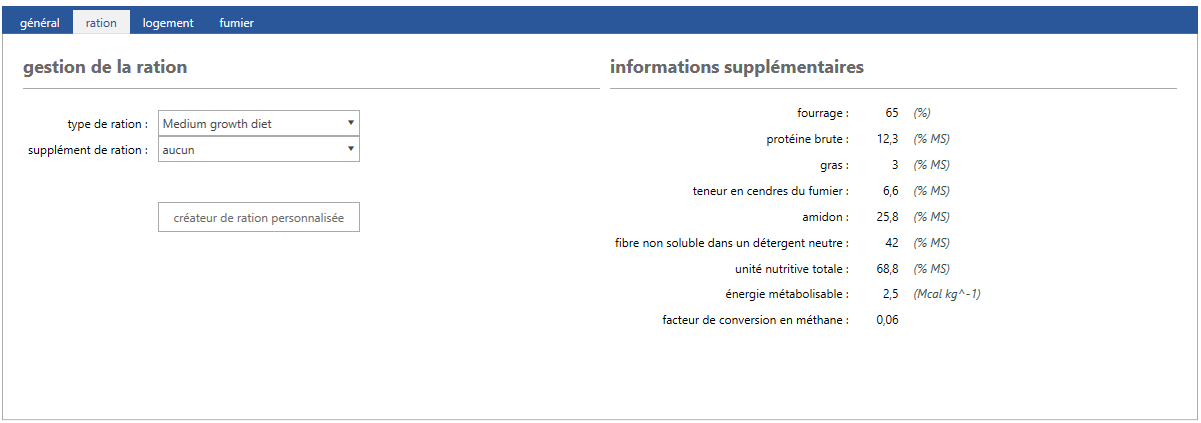 général ration logement fumier
gestion de la ration
type de ration : Medium growth diet
supplément de ration : aucun
créateur de ration personnalisée
informations supplémentaires
fourrage : 65 (%)
protéine brute : 12,3 (% MS)
gras : 3 (% MS)
teneur en cendres du fumier : 6,6 (% MS)
amidon : 25,8 (% MS)
fibre non soluble dans un détergent neutre : 42 (% MS)
unité nutritive totale : 68,8 (% MS)
énergie métabolisable : 2,5 (Mcal kg^-1)
facteur de conversion en méthane : 0,06